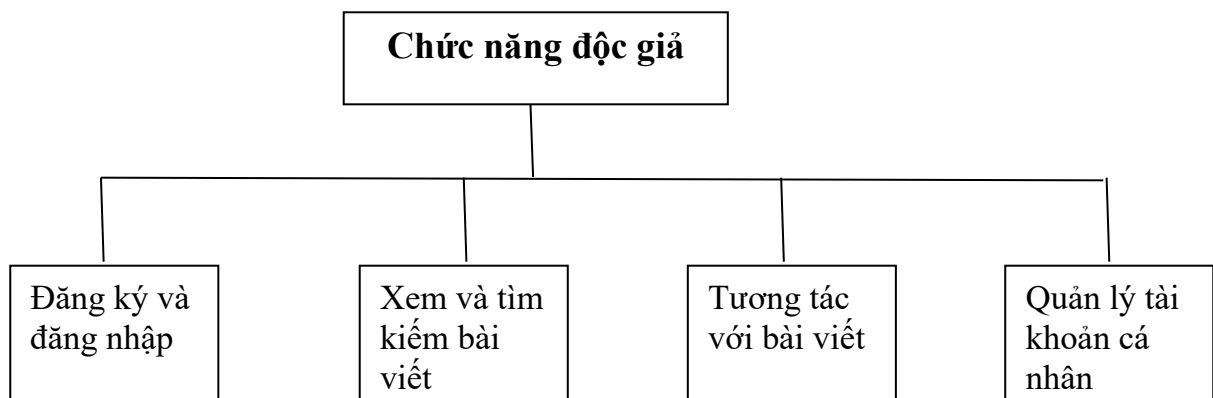 Chức năng độc giả
Đăng ký và
đăng nhập
Xem và tìm
kiếm bài
viết
Tương tác
với bài viết
Quản lý tài
khoản cá
nhân